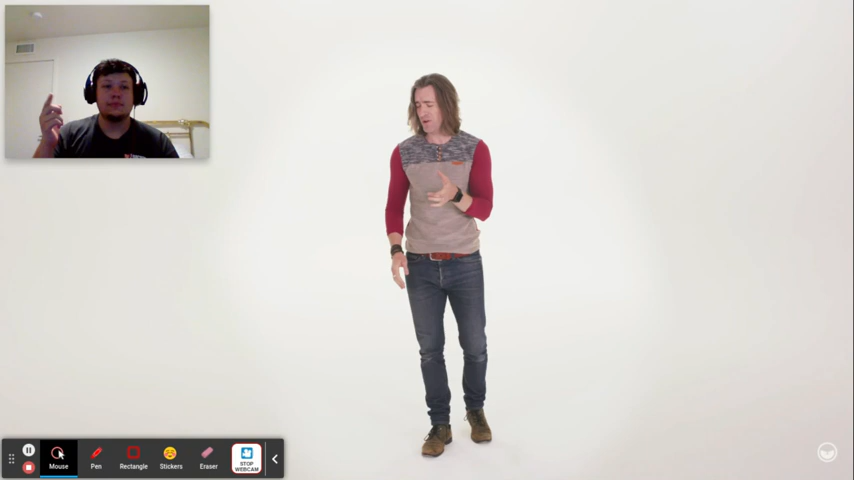 Mouse
Pen
Rectangle
Stickers
Eraser
STOP
WEBCAM